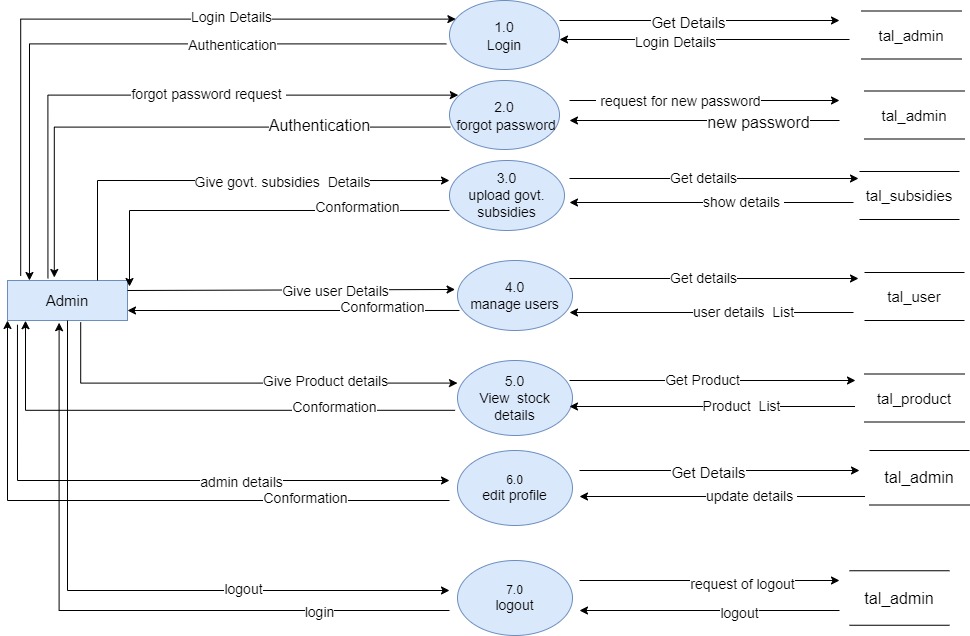 Login Details
1.0
Login
Get Details
Authentication
Login Details
tal_admin
forgot password request
2.0
forgot password
request for new password
Authentication
new password
tal_admin
Give govt. subsidies Details
3.0
upload govt.
subsidies
Get details
Conformation
show details
tal_subsidies
Admin
Give user Details
4.0
manage users
Get details
Conformation
user details List
tal_user
Give Product details
5.0
View stock
details
Get Product
Conformation
Product List
tal_product
admin details
6.0
edit profile
Get Details
Conformation
update details
tal_admin
logout
7.0
logout
request of logout
login
logout
tal_admin